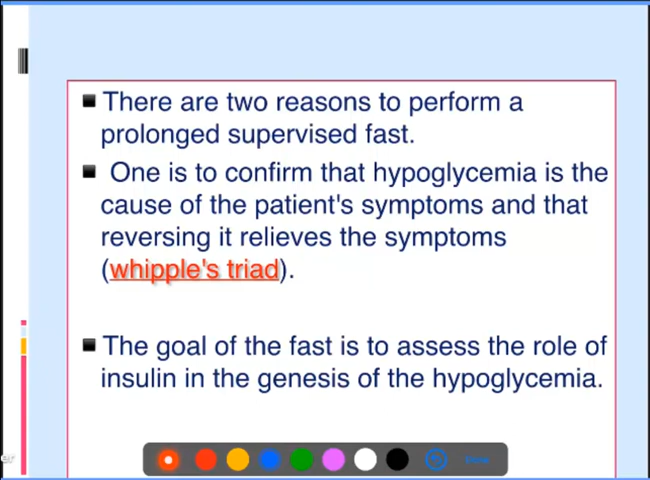 There are two reasons to perform a
prolonged supervised fast.
One is to confirm that hypoglycemia is the
cause of the patient's symptoms and that
reversing it relieves the symptoms
(whipple's triad).
The goal of the fast is to assess the role of
insulin in the genesis of the hypoglycemia.